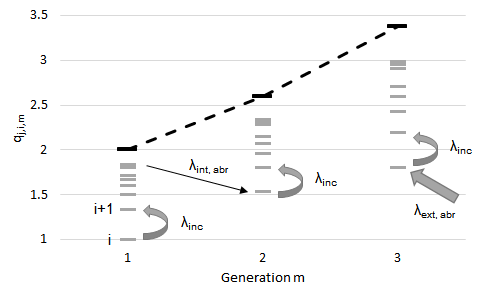 3.5
3
2.5
2
1.5
1
q_{j,i,m}
λ_{int, abr}
λ_{inc}
λ_{inc}
λ_{inc}
λ_{ext, abr}
i+1
i
1
2
3
Generation m